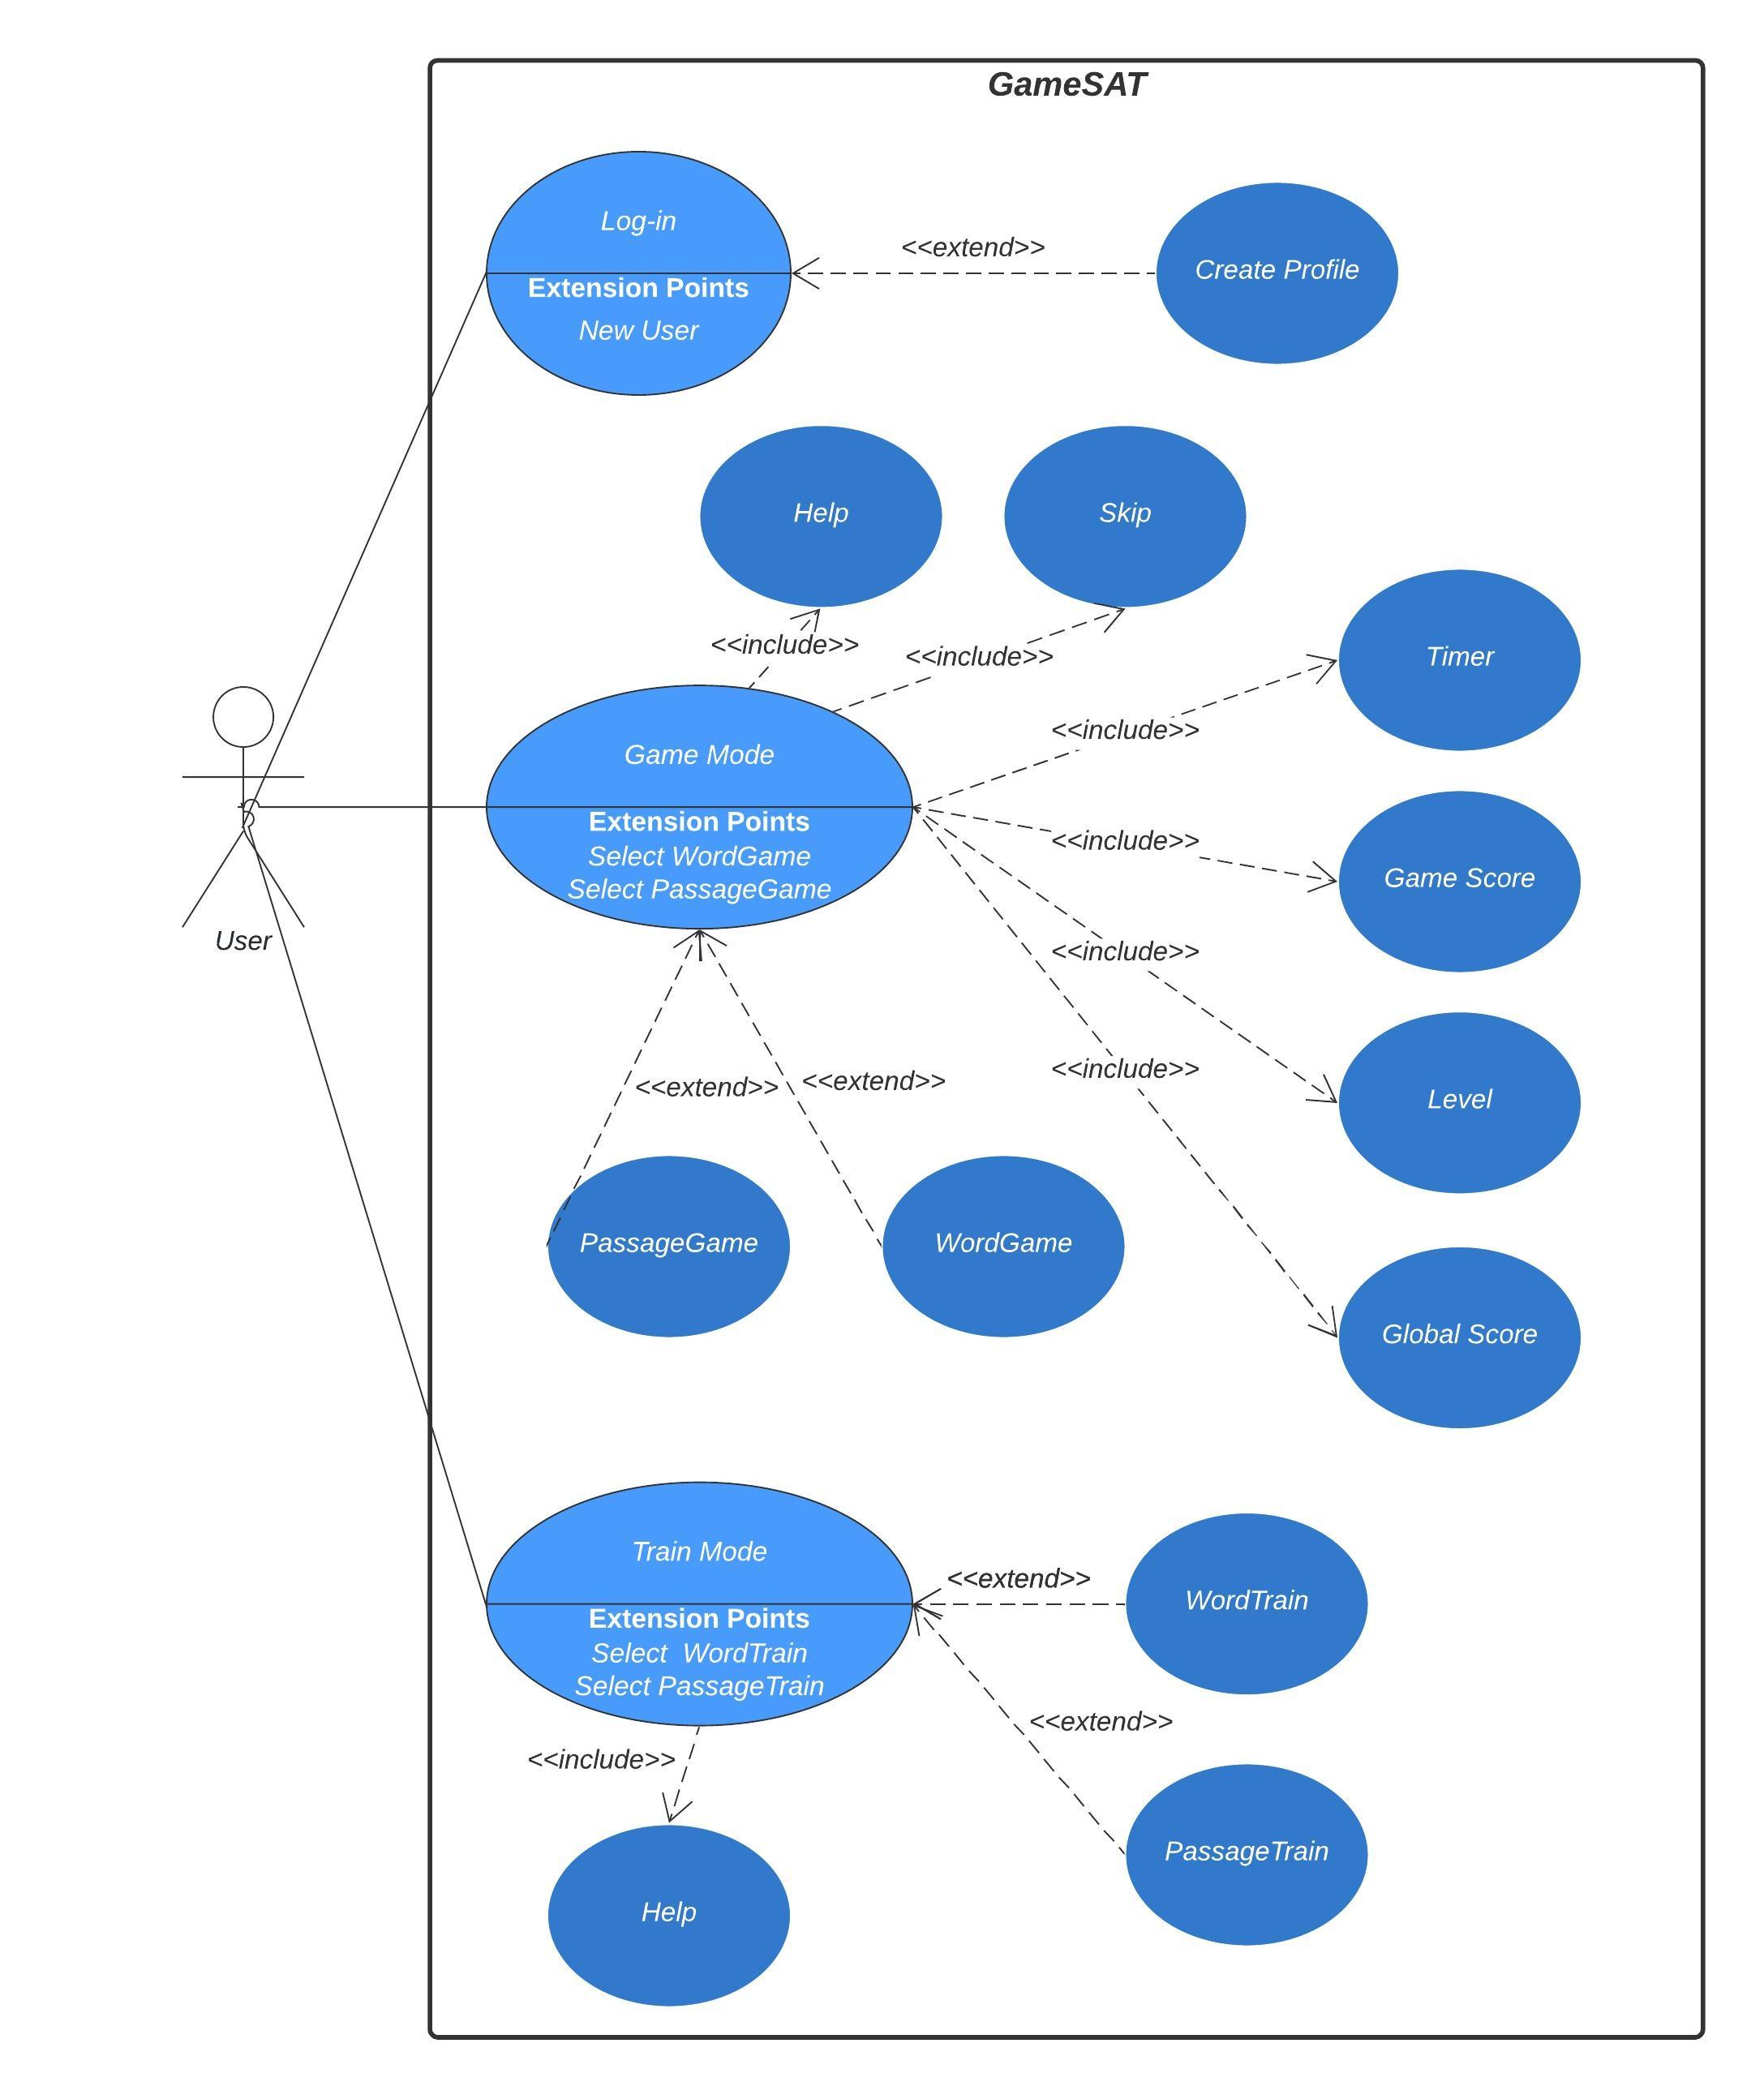 GameSAT
Log-in
Extension Points
New User
<<extend>>
Create Profile
Help
Skip
<<include>>
<<include>>
Timer
<<include>>
Game Mode
Extension Points
Select WordGame
Select PassageGame
<<include>>
Game Score
User
<<include>>
<<include>>
Level
<<extend>>
<<extend>>
PassageGame
WordGame
Global Score
Train Mode
Extension Points
Select  WordTrain
Select PassageTrain
<<extend>>
WordTrain
<<extend>>
<<include>>
PassageTrain
Help